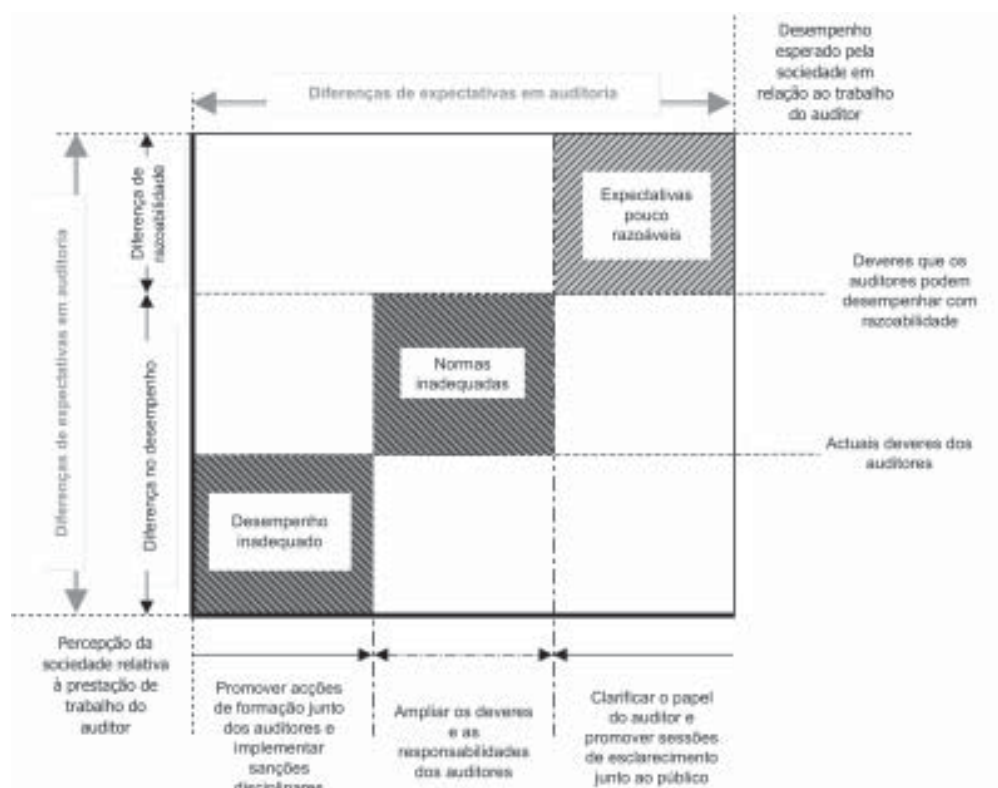 Desempenho
esperado pela
sociedade em
relação ao trabalho
do auditor
Diferenças de expectativas em auditoria
Diferenças de expectativas em auditoria
Diferença de
razoabilidade
Diferença no desempenho
Expectativas
pouco
razoáveis
Deveres que os
auditores podem
desempenhar com
razoabilidade
Normas
inadequadas
Actuais deveres dos
auditores
Desempenho
inadequado
Percepção da
sociedade relativa
à prestação de
trabalho do
auditor
Promover acções
de formação junto
dos auditores e
implementar
sanções
disciplinares
Ampliar os deveres
e as
responsabilidades
dos auditores
Clarificar o papel
do auditor e
promover sessões
de esclarecimento
junto ao público